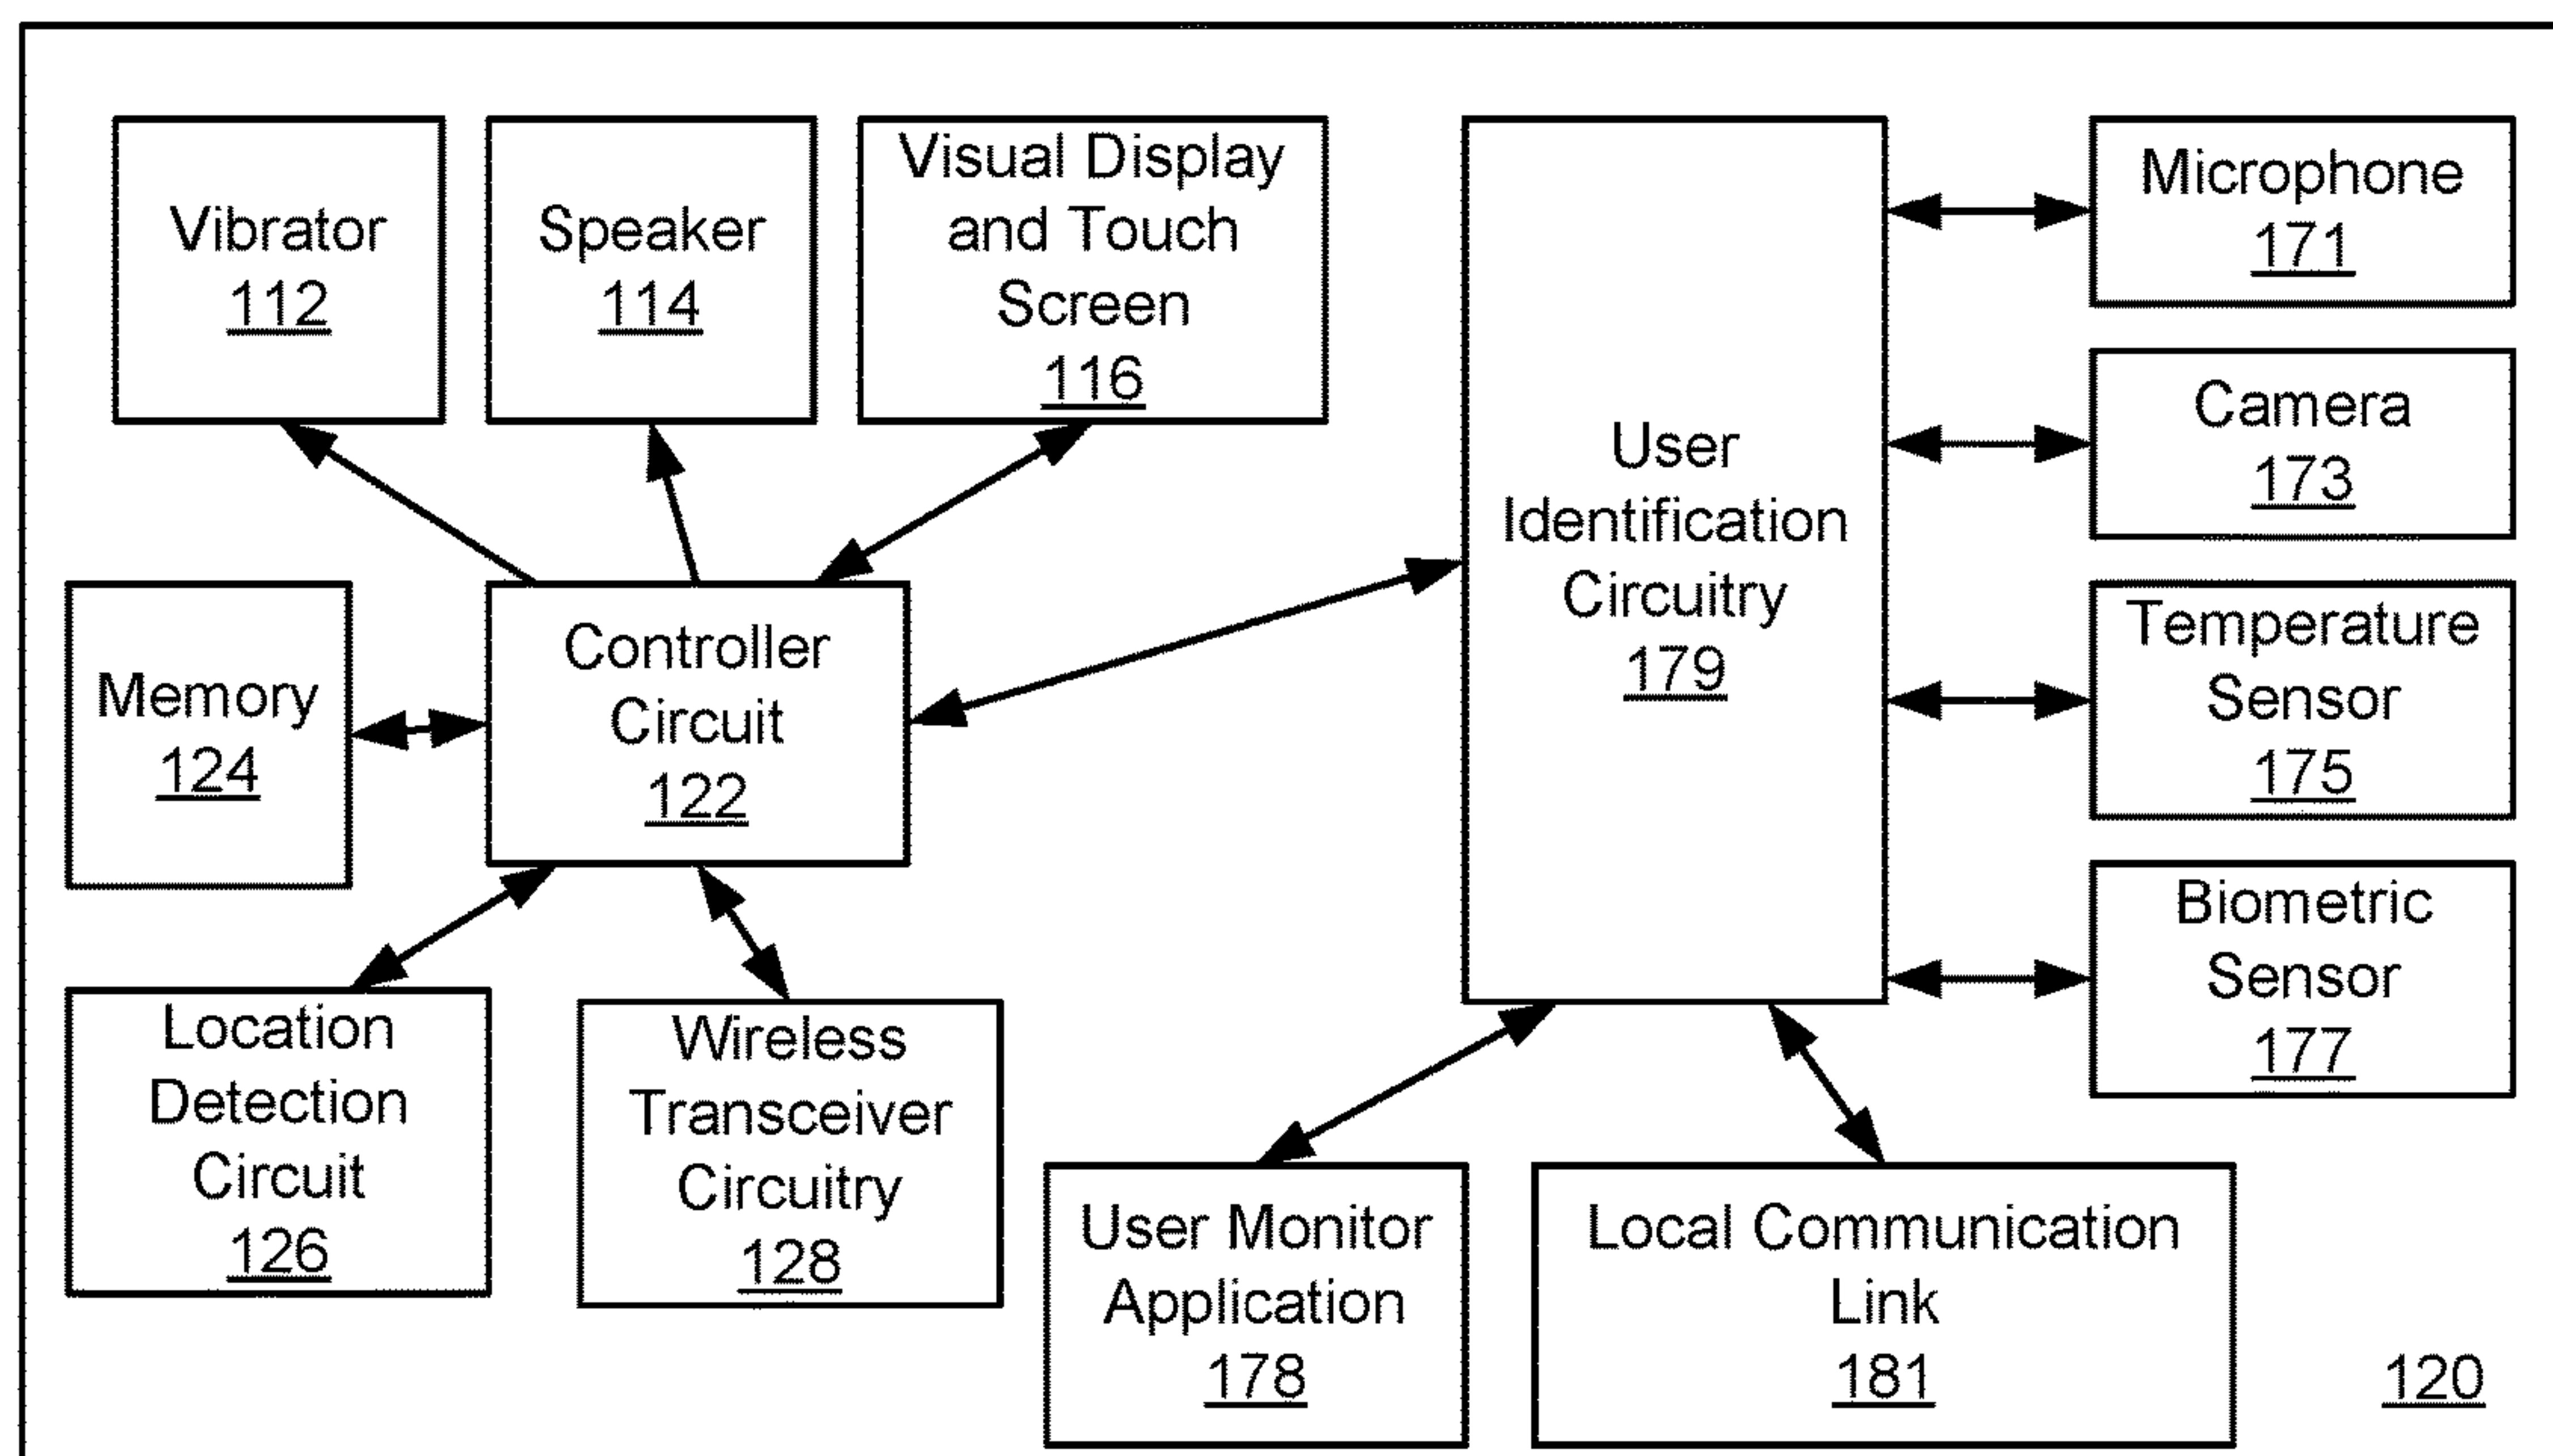 Vibrator
112
Speaker
114
Visual Display
and Touch
Screen
116
User
Identification
Circuitry
179
Microphone
171
Camera
173
Temperature
Sensor
175
Biometric
Sensor
177
Memory
124
Controller
Circuit
122
Location
Detection
Circuit
126
Wireless
Transceiver
Circuitry
128
User Monitor
Application
178
Local Communication
Link
181
120